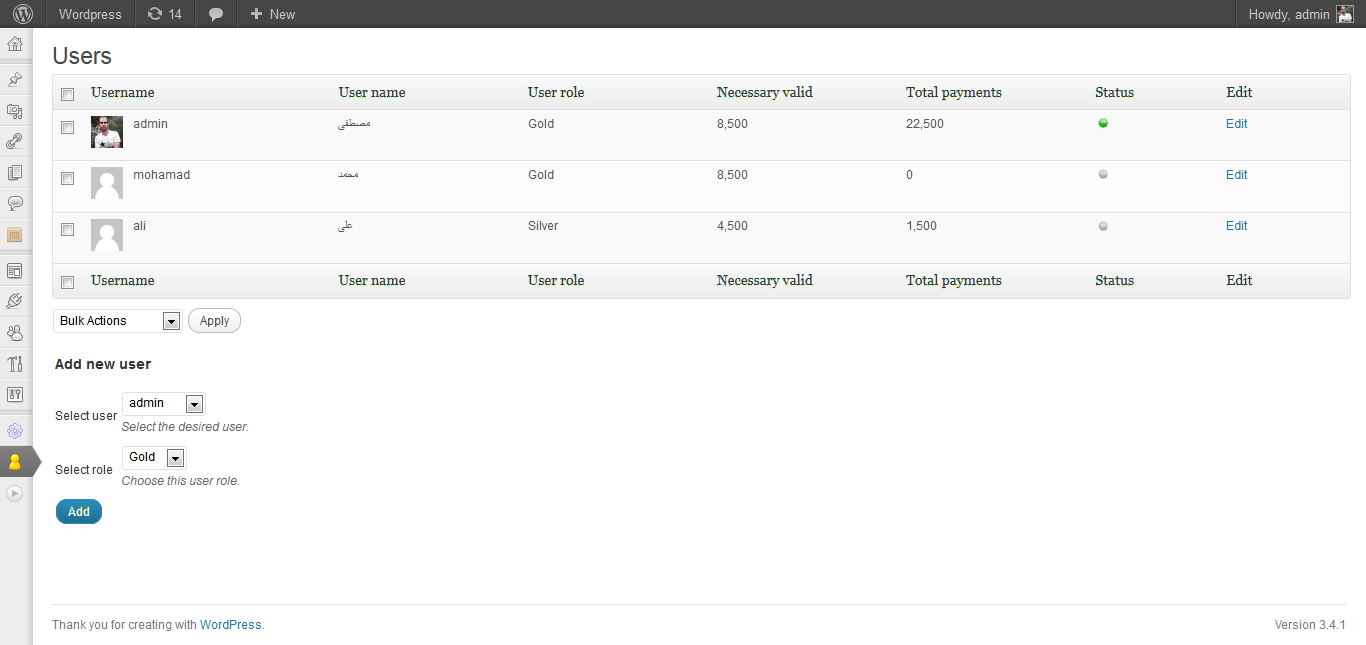 Wordpress 14 New Howdy, admin
Users
Username User name User role Necessary valid Total payments Status Edit
admin مصطفی Gold 8,500 22,500 Edit
mohamad محمد Gold 8,500 0 Edit
ali علی Silver 4,500 1,500 Edit
Username User name User role Necessary valid Total payments Status Edit
Bulk Actions Apply
Add new user
Select user admin
Select the desired user.
Select role Gold
Choose this user role.
Add
Thank you for creating with WordPress. Version 3.4.1